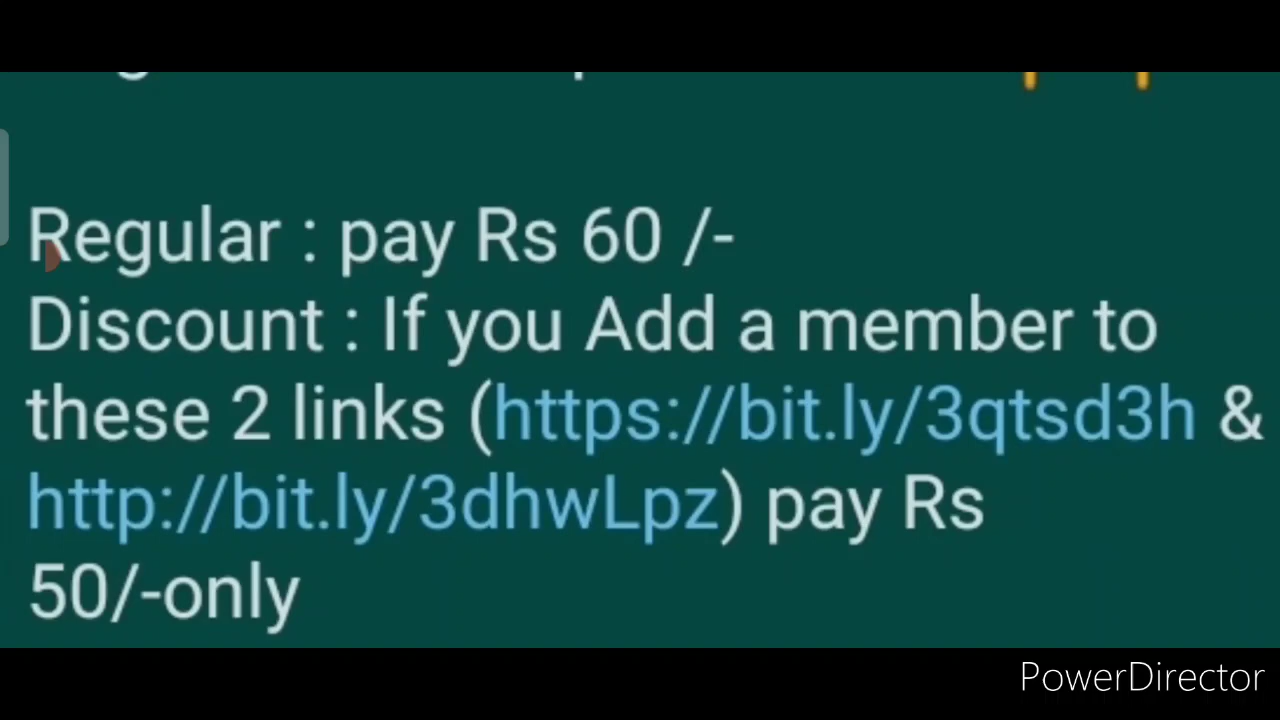 Regular : pay Rs 60 /-
Discount : If you Add a member to
these 2 links (https://bit.ly/3qtsd3h &
http://bit.ly/3dhwLpz) pay Rs
50/-only
PowerDirector